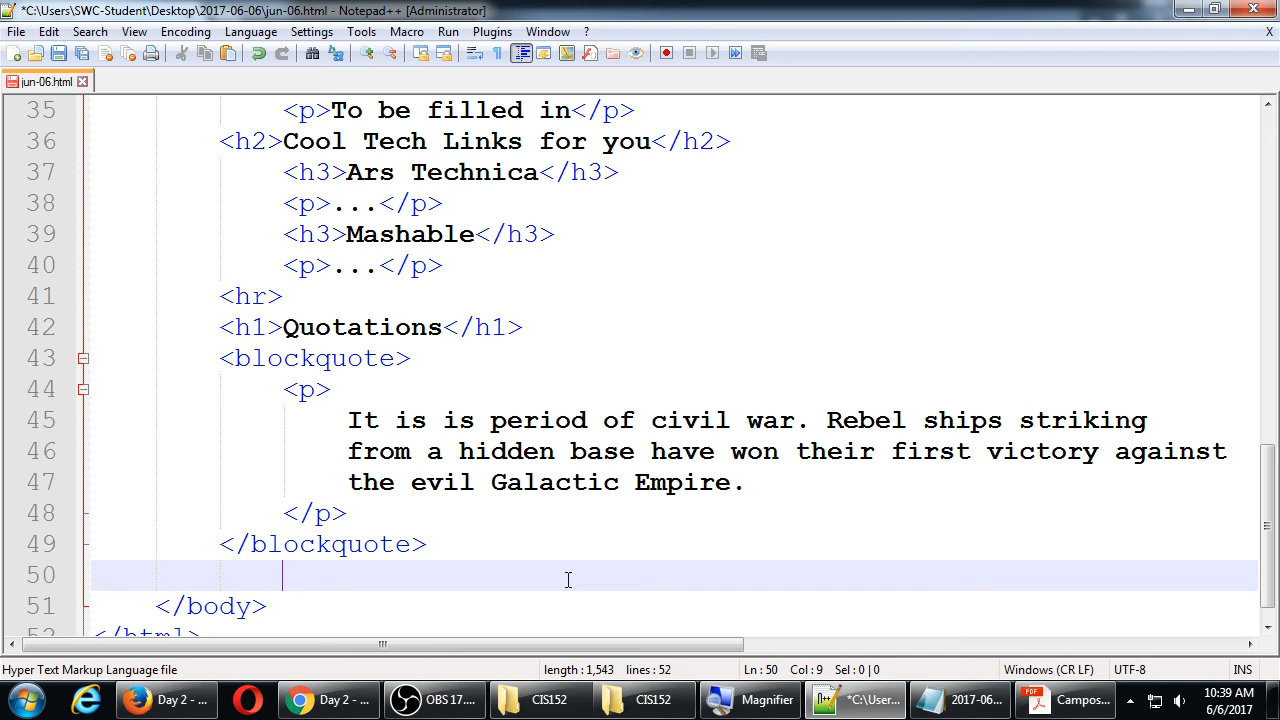 *C:\Users\SWC-Student\Desktop\2017-06-06\jun-06.html - Notepad++ [Administrator]
File Edit Search View Encoding Language Settings Tools Macro Run Plugins Window ? X
jun-06.html
35 <p>To be filled in</p>
36 <h2>Cool Tech Links for you</h2>
37 <h3>Ars Technica</h3>
38 <p>...</p>
39 <h3>Mashable</h3>
40 <p>...</p>
41 <hr>
42 <h1>Quotations</h1>
43 <blockquote>
44 <p>
45 It is is period of civil war. Rebel ships striking
46 from a hidden base have won their first victory against
47 the evil Galactic Empire.
48 </p>
49 </blockquote>
50
51 </body>
52 </html>
Hyper Text Markup Language file length : 1,543 lines : 52 Ln : 50 Col : 9 Sel : 0 | 0 Windows (CR LF) UTF-8 INS
Day 2 - ... Day 2 - ... OBS 17.... CIS152 CIS152 Magnifier *C:\User... 2017-06... PDF Campos... 10:39 AM
6/6/2017